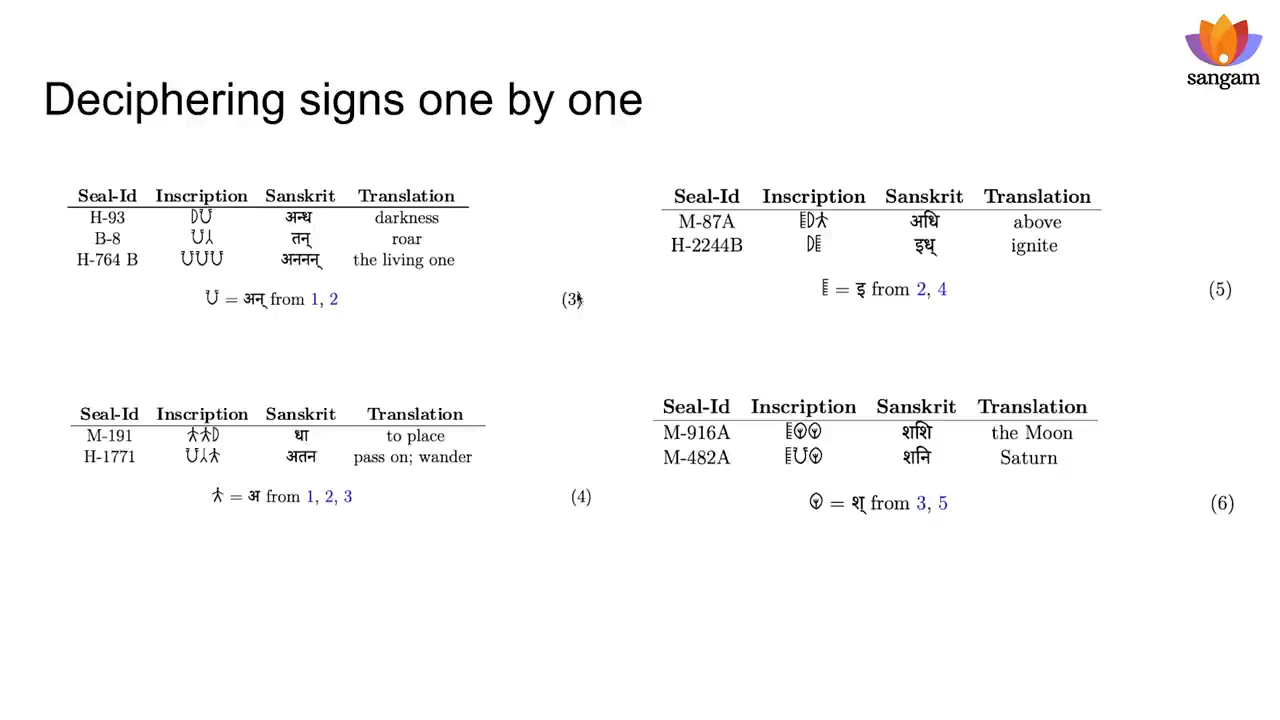 sangam
Deciphering signs one by one
Seal-Id Inscription Sanskrit Translation
H-93 अन्ध darkness
B-8 तन् roar
H-764 B अननन् the living one
= अन् from 1, 2 (3)
Seal-Id Inscription Sanskrit Translation
M-191 धा to place
H-1771 अतन pass on; wander
= अ from 1, 2, 3 (4)
Seal-Id Inscription Sanskrit Translation
M-87A अधि above
H-2244B इध् ignite
= इ from 2, 4 (5)
Seal-Id Inscription Sanskrit Translation
M-916A शशि the Moon
M-482A शनि Saturn
= श् from 3, 5 (6)